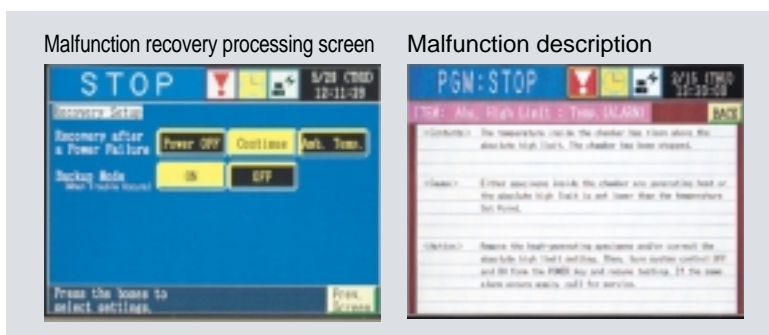 Malfunction recovery processing screen
Malfunction description
STOP
5/28 (THU)
12:11:39
Recovery Setup
Recovery after
a Power Failure
Power OFF
Continue
Amb. Temp.
Backup Mode
(When Trouble Occurs)
ON
OFF
Press the boxes to
select settings.
Prev.
Screen
PGM:STOP
(THU)
ITEM: Abs. High Limit : Temp. (ALARM)
BACK
<Contents> The temperature inside the chamber has risen above the
absolute high limit. The chamber has been stopped.
<Cause> Either specimens inside the chamber are generating heat or
the absolute high limit is set lower than the temperature
Set Point.
<Action> Remove the heat-generating specimens and/or correct the
absolute high limit setting. Then, turn system control OFF
and ON from the POWER key and resume testing. If the same
alarm occurs again, call for service.